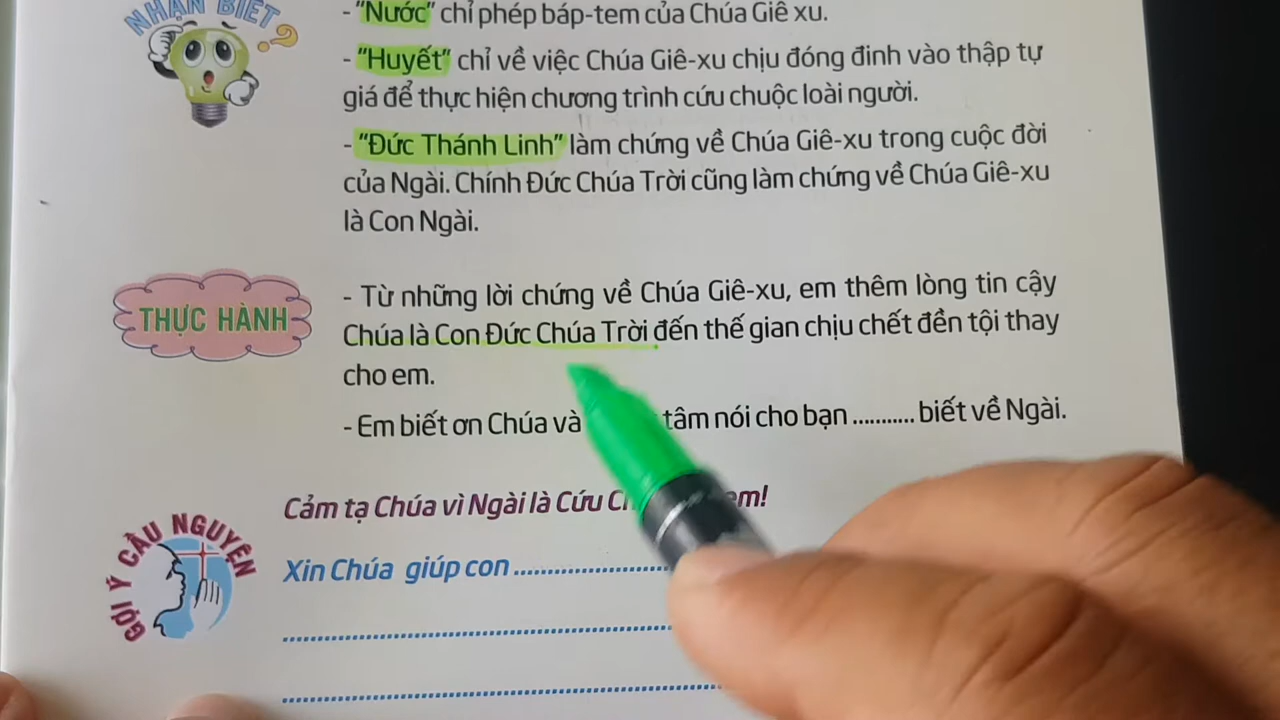 NHẬN BIẾT ?
- "Nước" chỉ phép báp-tem của Chúa Giê xu.
- "Huyết" chỉ về việc Chúa Giê-xu chịu đóng đinh vào thập tự
giá để thực hiện chương trình cứu chuộc loài người.
- "Đức Thánh Linh" làm chứng về Chúa Giê-xu trong cuộc đời
của Ngài. Chính Đức Chúa Trời cũng làm chứng về Chúa Giê-xu
là Con Ngài.
THỰC HÀNH
- Từ những lời chứng về Chúa Giê-xu, em thêm lòng tin cậy
Chúa là Con Đức Chúa Trời đến thế gian chịu chết đền tội thay
cho em.
- Em biết ơn Chúa và tâm nói cho bạn .......... biết về Ngài.
GỢI Ý CẦU NGUYỆN
Cảm tạ Chúa vì Ngài là Cứu em!
Xin Chúa giúp con ........................